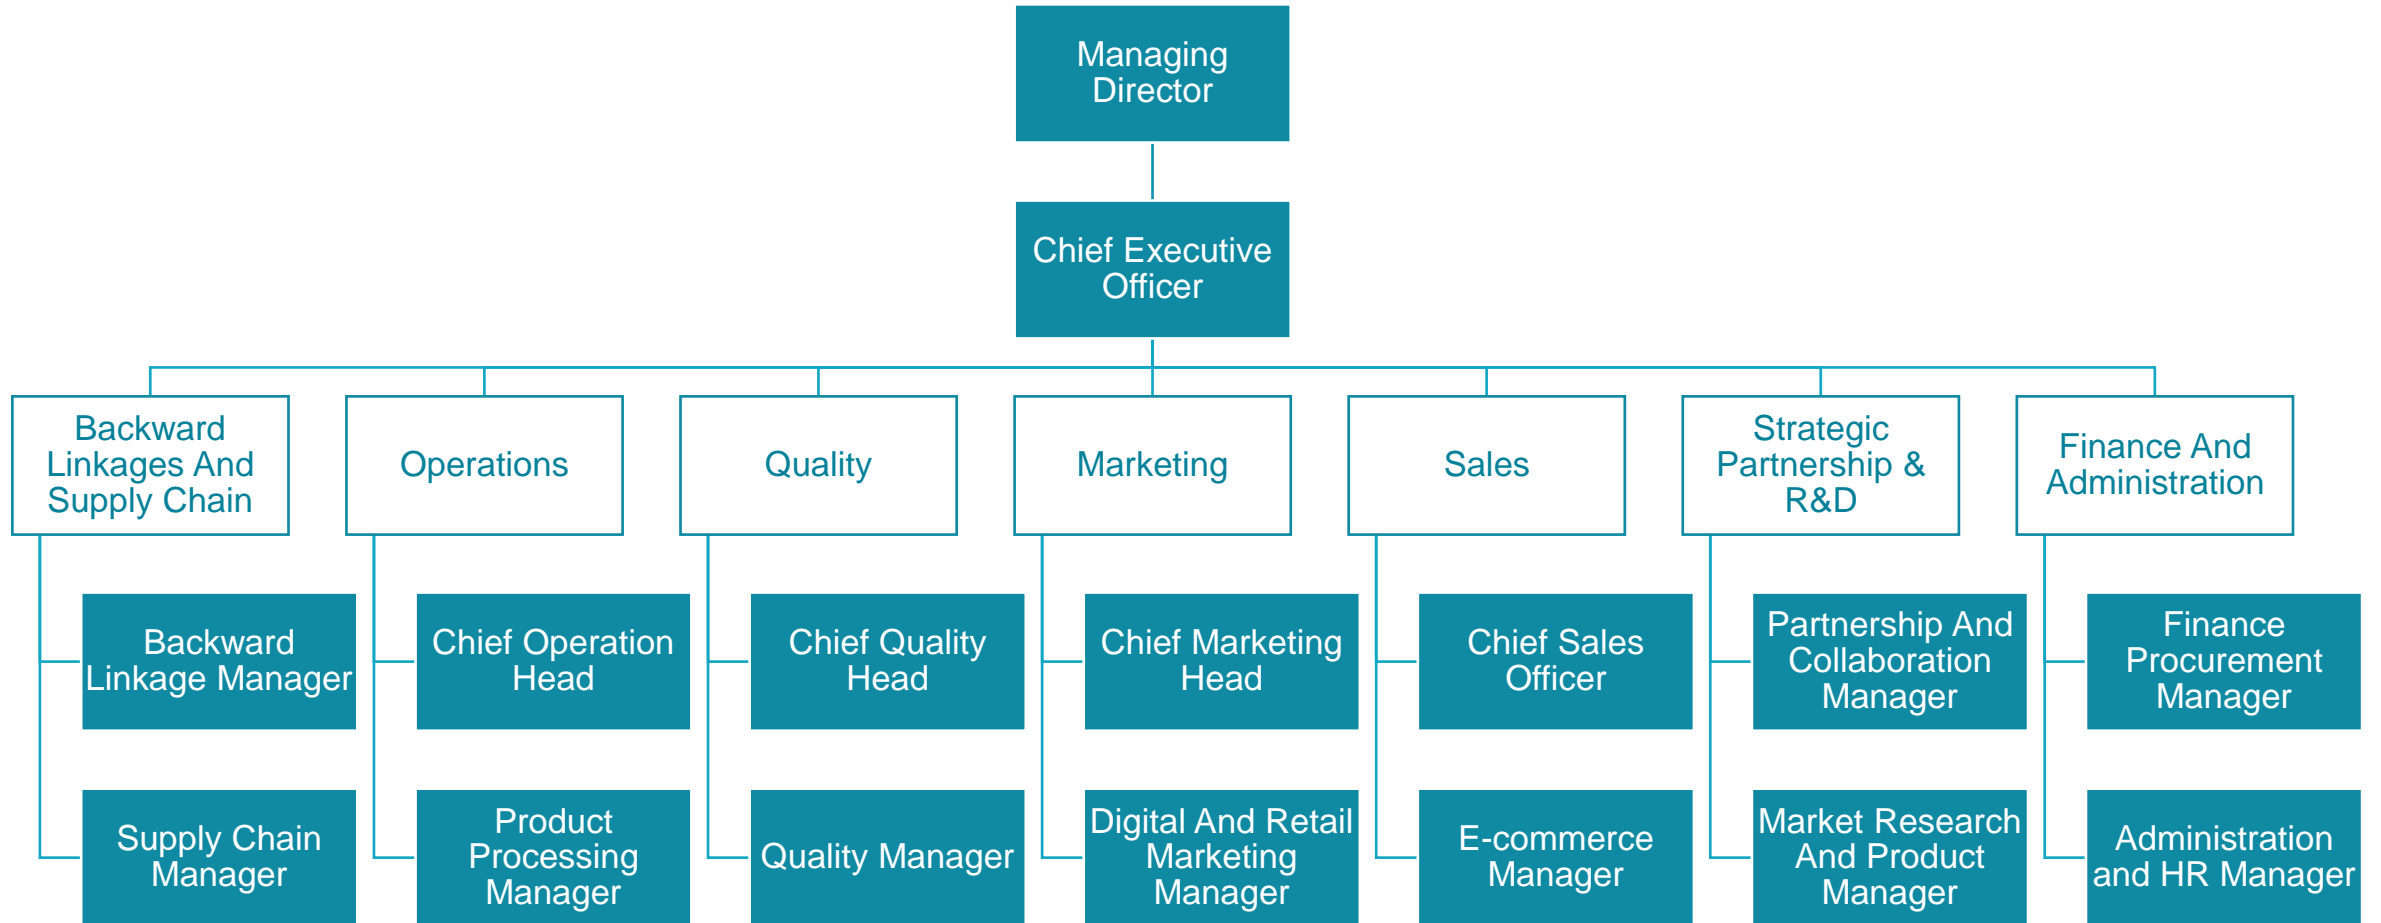 Managing
Director
Chief Executive
Officer
Backward
Linkages And
Supply Chain
Operations
Quality
Marketing
Sales
Strategic
Partnership &
R&D
Finance And
Administration
Backward
Linkage Manager
Chief Operation
Head
Chief Quality
Head
Chief Marketing
Head
Chief Sales
Officer
Partnership And
Collaboration
Manager
Finance
Procurement
Manager
Supply Chain
Manager
Product
Processing
Manager
Quality Manager
Digital And Retail
Marketing
Manager
E-commerce
Manager
Market Research
And Product
Manager
Administration
and HR Manager